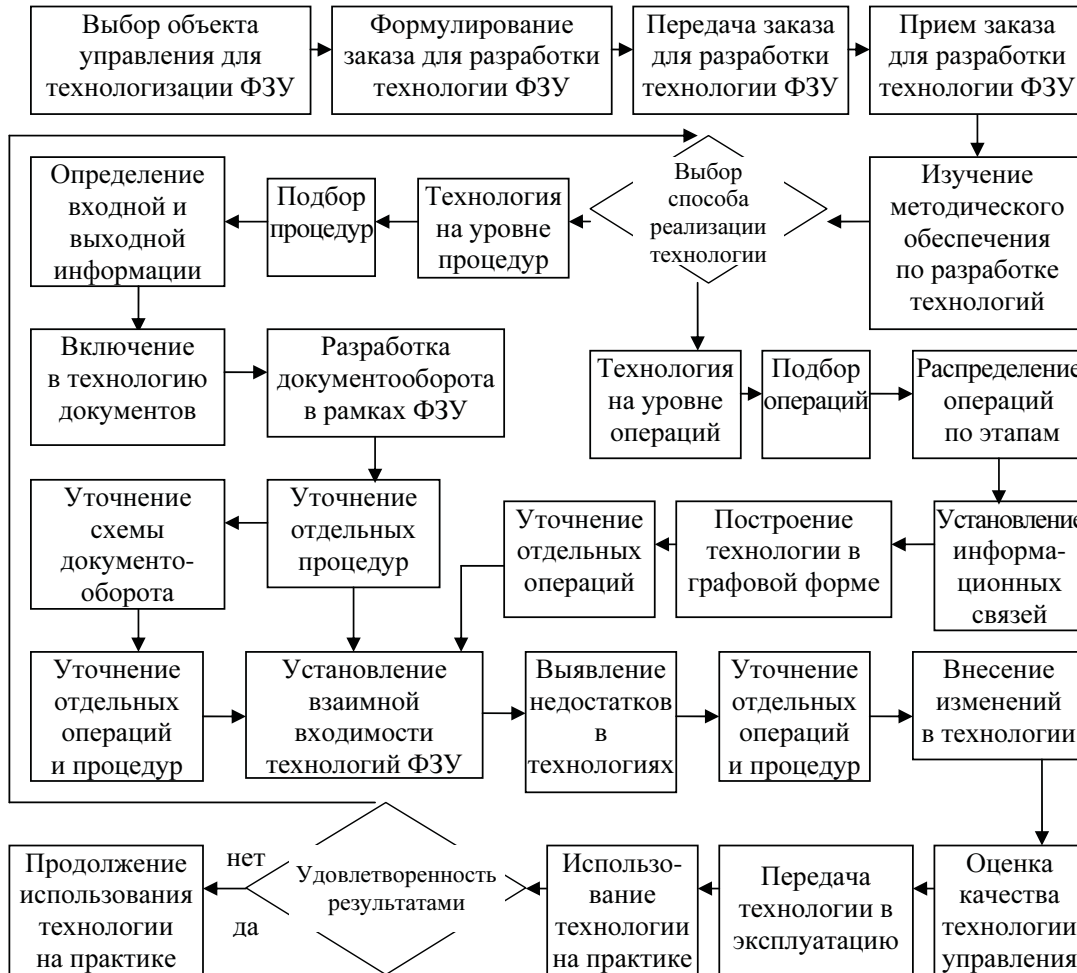 Выбор объекта
управления для
технологизации ФЗУ
Формулирование
заказа для разработки
технологии ФЗУ
Передача заказа
для разработки
технологии ФЗУ
Прием заказа
для разработки
технологии ФЗУ
Определение
входной и
выходной
информации
Подбор
процедур
Технология
на уровне
процедур
Выбор
способа
реализации
технологии
Изучение
методического
обеспечения
по разработке
технологий
Включение
в технологию
документов
Разработка
документооборота
в рамках ФЗУ
Технология
на уровне
операций
Подбор
операций
Распределение
операций
по этапам
Уточнение
схемы
документо-
оборота
Уточнение
отдельных
процедур
Уточнение
отдельных
операций
Построение
технологии в
графовой форме
Установление
информа-
ционных
связей
Уточнение
отдельных
операций
и процедур
Установление
взаимной
входимости
технологий ФЗУ
Выявление
недостатков
в
технологиях
Уточнение
отдельных
операций
и процедур
Внесение
изменений
в технологии
Продолжение
использования
технологии
на практике
нет
да
Удовлетворенность
результатами
Использо-
вание
технологии
на практике
Передача
технологии в
эксплуатацию
Оценка
качества
технологии
управления